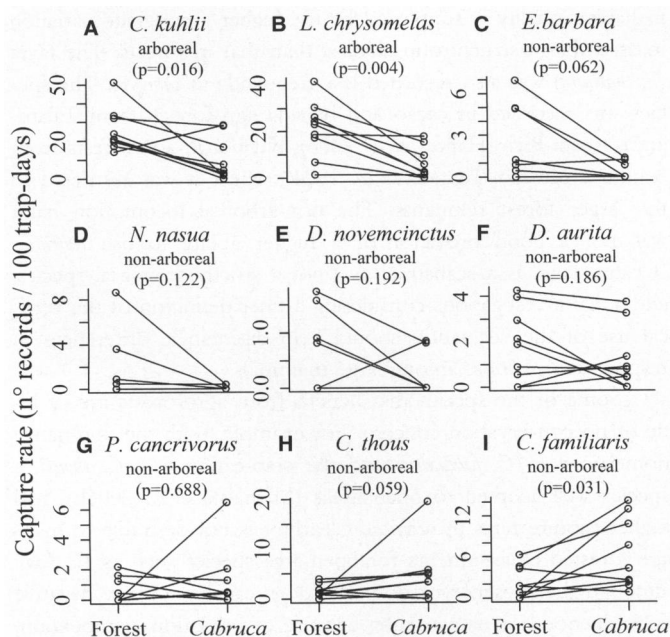 A C. kuhlii
arboreal
(p=0.016)
0 20 50
B L. chrysomelas
arboreal
(p=0.004)
0 20 40
C E.barbara
non-arboreal
(p=0.062)
0 3 6
D N. nasua
non-arboreal
(p=0.122)
0 4 8
E D. novemcinctus
non-arboreal
(p=0.192)
0.0 1.0
F D. aurita
non-arboreal
(p=0.186)
0 2 4
G P. cancrivorus
non-arboreal
(p=0.688)
0 2 4 6
H C. thous
non-arboreal
(p=0.059)
0 10 20
I C. familiaris
non-arboreal
(p=0.031)
0 6 12
Capture rate (n° records / 100 trap-days)
Forest Cabruca Forest Cabruca Forest Cabruca